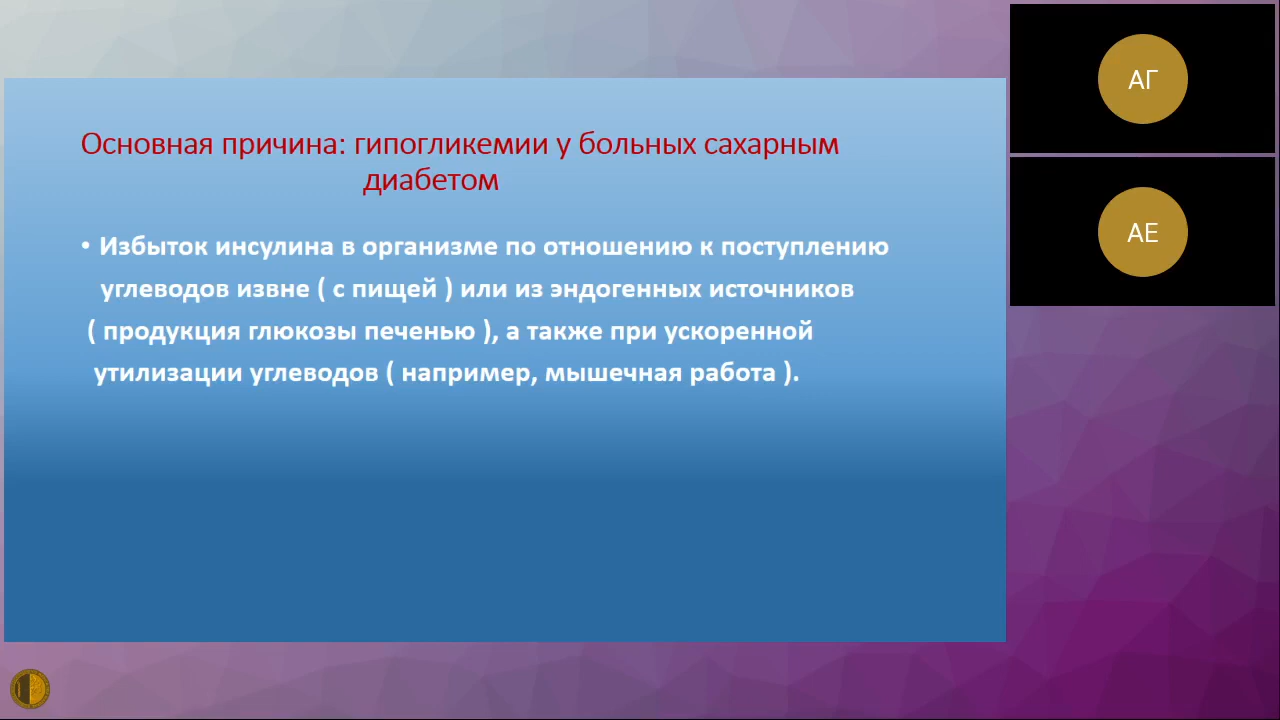 Основная причина: гипогликемии у больных сахарным
диабетом
• Избыток инсулина в организме по отношению к поступлению
углеводов извне ( с пищей ) или из эндогенных источников
( продукция глюкозы печенью ), а также при ускоренной
утилизации углеводов ( например, мышечная работа ).
АГ
АЕ